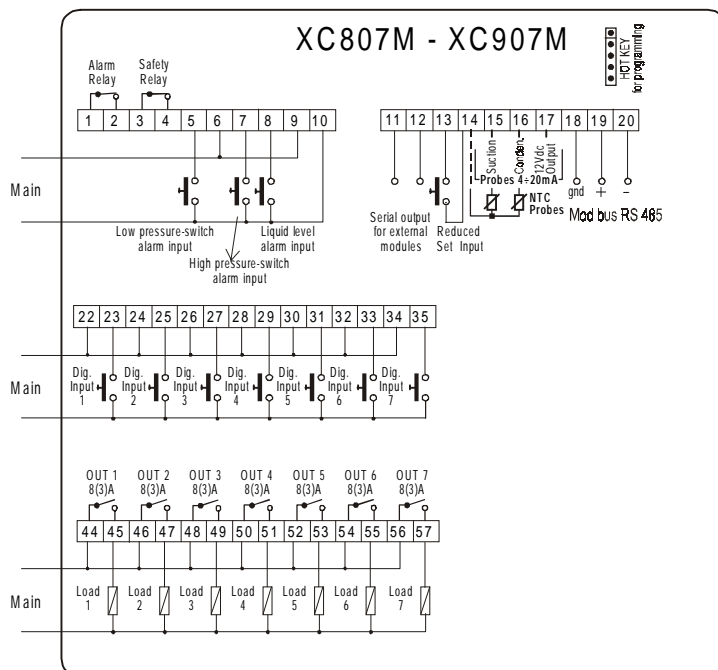 XC807M - XC907M
HOT KEY
for programming
Alarm
Relay
Safety
Relay
1 2 3 4 5 6 7 8 9 10
11 12 13 14 15 16 17 18 19 20
Main
Low pressure-switch
alarm input
High pressure-switch
alarm input
Liquid level
alarm input
Serial output
for external
modules
Reduced
Set Input
Suction
Conden.
12Vdc
Output
Probes 4÷20mA
NTC
Probes
gnd + -
Mod bus RS 485
22 23 24 25 26 27 28 29 30 31 32 33 34 35
Main
Dig.
Input
1
Dig.
Input
2
Dig.
Input
3
Dig.
Input
4
Dig.
Input
5
Dig.
Input
6
Dig.
Input
7
OUT 1
8(3)A
OUT 2
8(3)A
OUT 3
8(3)A
OUT 4
8(3)A
OUT 5
8(3)A
OUT 6
8(3)A
OUT 7
8(3)A
44 45 46 47 48 49 50 51 52 53 54 55 56 57
Main
Load
1
Load
2
Load
3
Load
4
Load
5
Load
6
Load
7